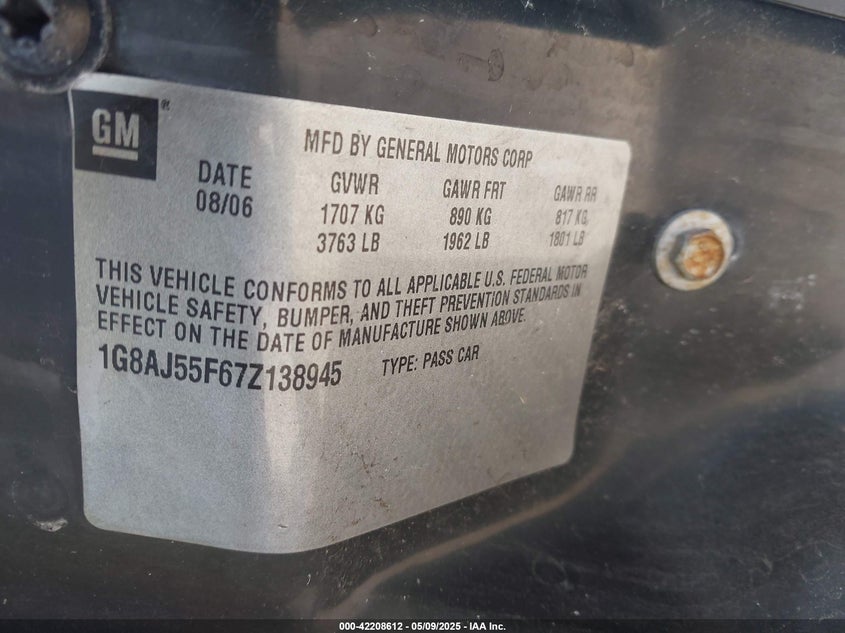 GM ®
MFD BY GENERAL MOTORS CORP
DATE GVWR GAWR FRT GAWR RR
08/06 1707 KG 890 KG 817 KG
3763 LB 1962 LB 1801 LB
THIS VEHICLE CONFORMS TO ALL APPLICABLE U.S. FEDERAL MOTOR
VEHICLE SAFETY, BUMPER, AND THEFT PREVENTION STANDARDS IN
EFFECT ON THE DATE OF MANUFACTURE SHOWN ABOVE.
1G8AJ55F67Z138945 TYPE: PASS CAR
000-42208612 - 05/09/2025 - IAA Inc.